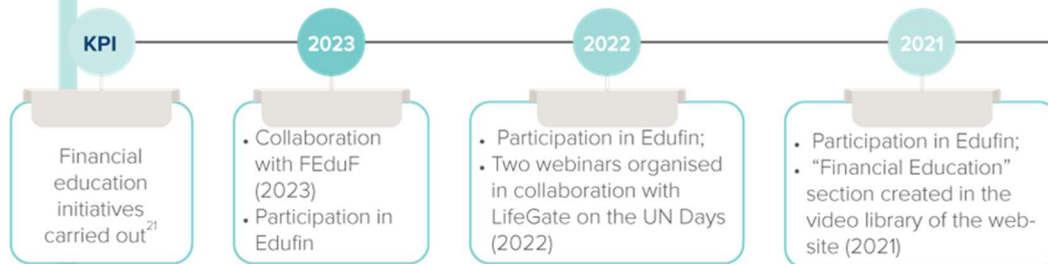 KPI
2023
2022
2021
Financial
education
initiatives
carried out21
• Collaboration
with FEduF
(2023)
• Participation in
Edufin
• Participation in Edufin;
• Two webinars organised
in collaboration with
LifeGate on the UN Days
(2022)
• Participation in Edufin;
• “Financial Education”
section created in the
video library of the web-
site (2021)